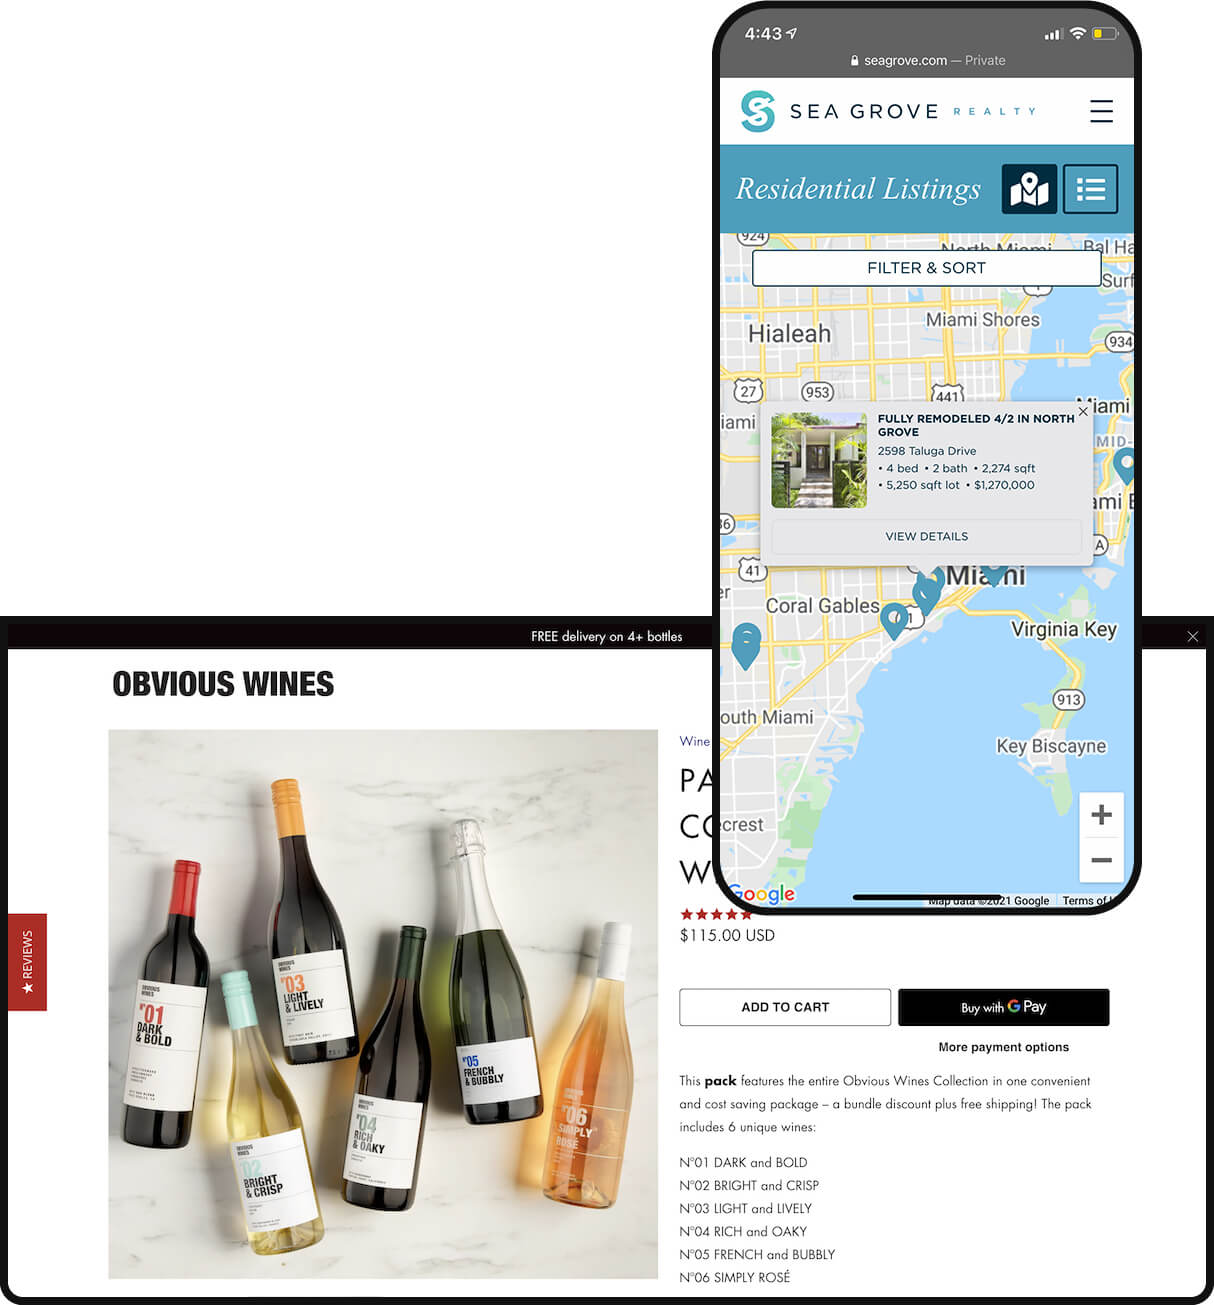 4:43
seagrove.com — Private
SEA GROVE REALTY
Residential Listings
924
North Miami
Bal Ha
FILTER & SORT
Surf
Miami Shores
Hialeah
934
27
953
441
Miami
iami
FULLY REMODELED 4/2 IN NORTH
GROVE
2598 Taluga Drive
• 4 bed • 2 bath • 2,274 sqft
• 5,250 sqft lot • $1,270,000
MID-
ami B
VIEW DETAILS
A
41
Miami
Coral Gables
1
Virginia Key
913
outh Miami
Key Biscayne
ecrest
+
−
Google
Map data ©2021 Google
Terms of
FREE delivery on 4+ bottles
OBVIOUS WINES
Wine
PA
CO
W
$115.00 USD
★ REVIEWS
ADD TO CART
Buy with G Pay
More payment options
This pack features the entire Obvious Wines Collection in one convenient
and cost saving package – a bundle discount plus free shipping! The pack
includes 6 unique wines:
Nº01 DARK and BOLD
Nº02 BRIGHT and CRISP
Nº03 LIGHT and LIVELY
Nº04 RICH and OAKY
Nº05 FRENCH and BUBBLY
Nº06 SIMPLY ROSÉ
OBVIOUS
WINES
Nº01
DARK
& BOLD
OBVIOUS
WINES
Nº02
BRIGHT
& CRISP
OBVIOUS
WINES
Nº03
LIGHT
& LIVELY
OBVIOUS
WINES
Nº04
RICH
& OAKY
Nº05
FRENCH
& BUBBLY
Nº06
SIMPLY
ROSÉ